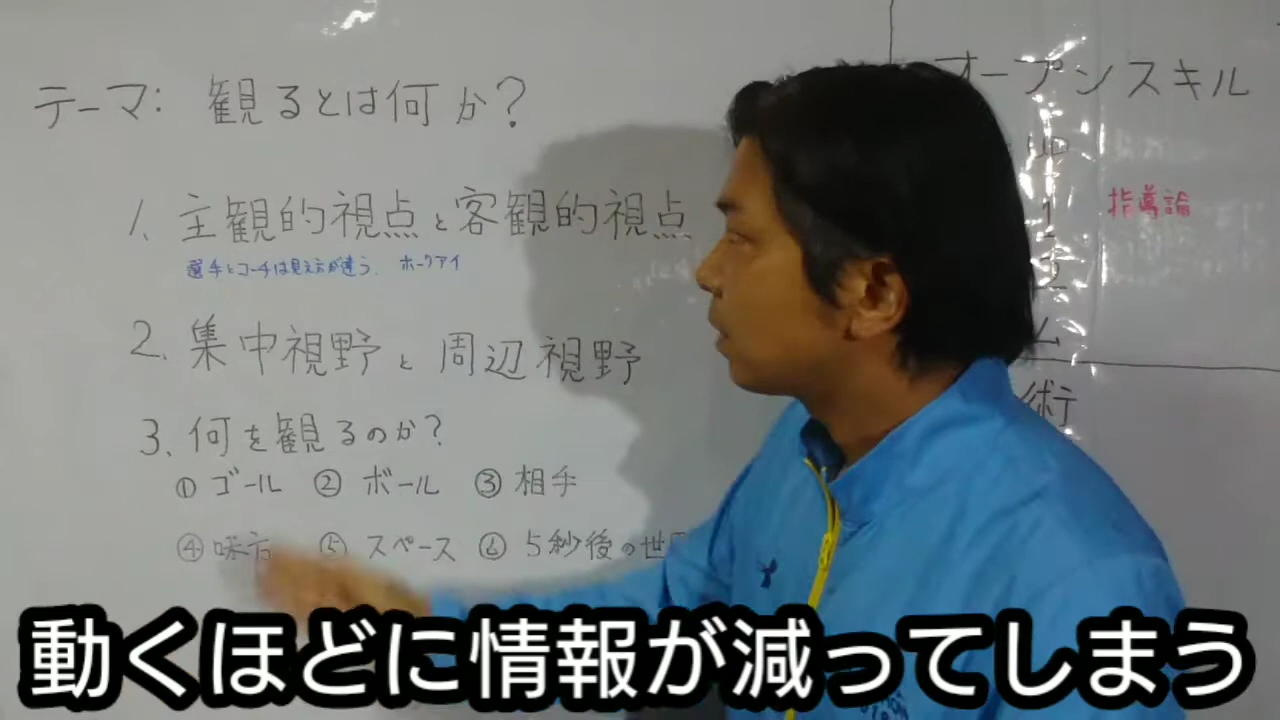 テーマ: 観るとは何か?
1. 主観的視点と客観的視点
選手とコーチは見え方が違う. ホークアイ
2. 集中視野と周辺視野
3. 何を観るのか?
① ゴール ② ボール ③ 相手
④ 味方 ⑤ スペース ⑥ 5秒後の世
オープンスキル
指導論
術
動くほどに情報が減ってしまう